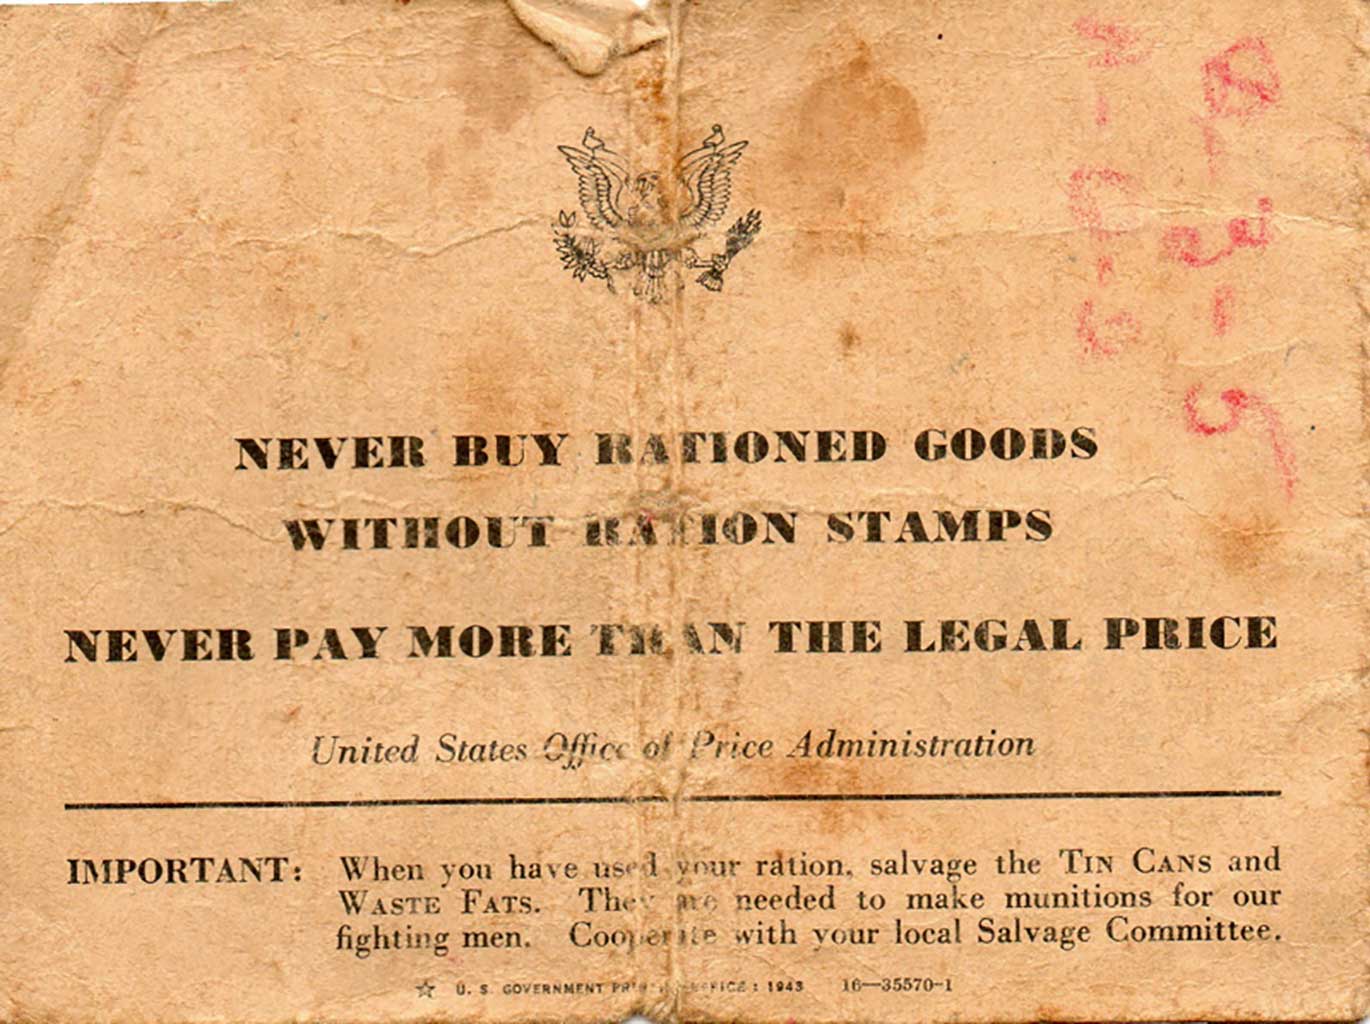 NEVER BUY RATIONED GOODS
WITHOUT RATION STAMPS
NEVER PAY MORE THAN THE LEGAL PRICE
United States Office of Price Administration
IMPORTANT: When you have used your ration, salvage the TIN CANS and
WASTE FATS. They are needed to make munitions for our
fighting men. Cooperate with your local Salvage Committee.
☆ U. S. GOVERNMENT PRINTING OFFICE : 1943 16—35570-1